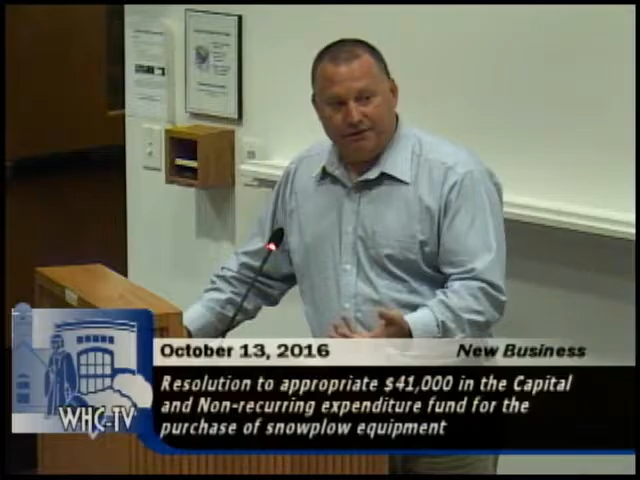 October 13, 2016 New Business
Resolution to appropriate $41,000 in the Capital
and Non-recurring expenditure fund for the
purchase of snowplow equipment
WHC-TV